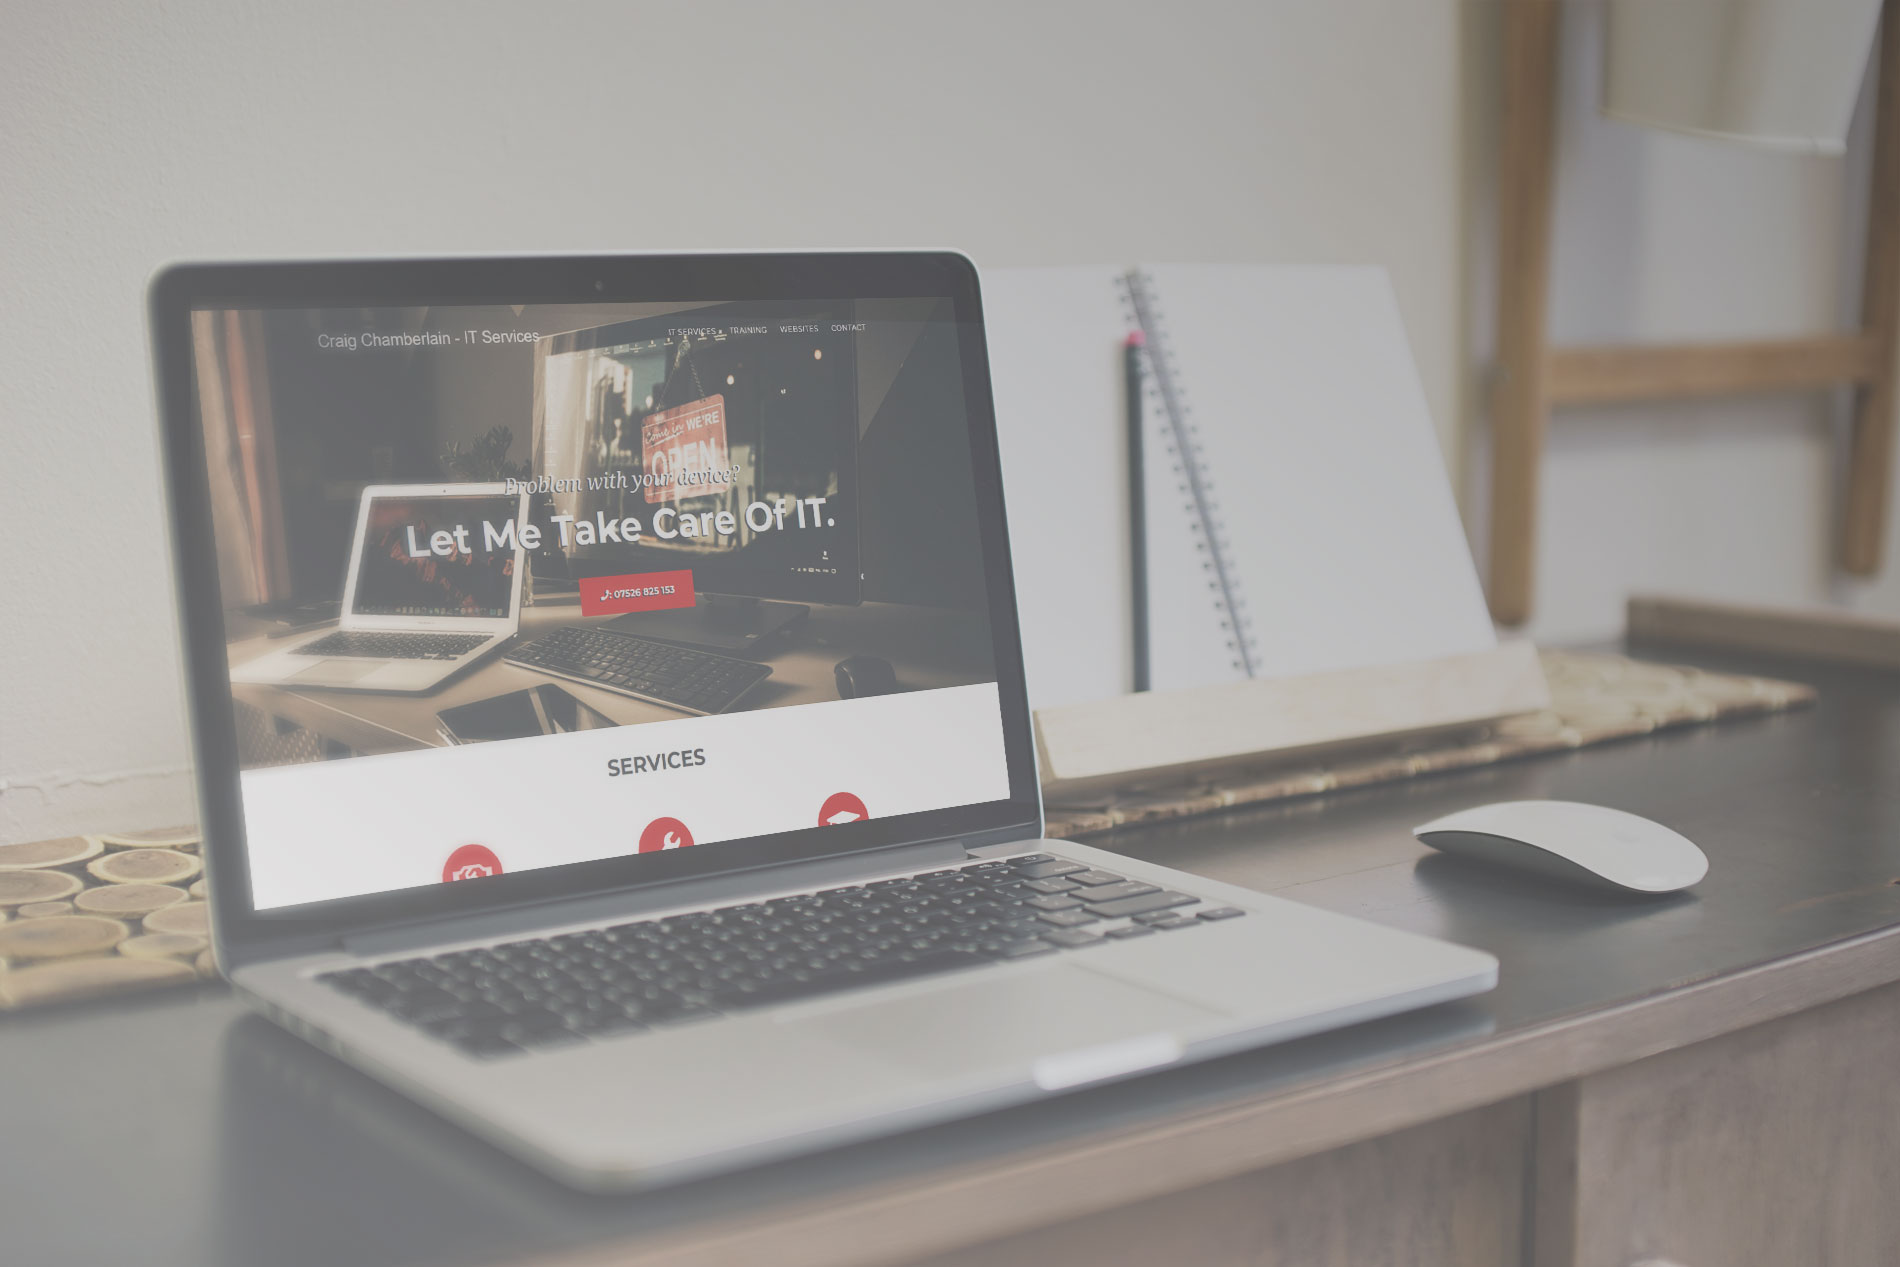 Craig Chamberlain - IT Services
IT SERVICES TRAINING WEBSITES CONTACT
Come in WE'RE
OPEN
Problem with your device?
Let Me Take Care Of IT.
: 07526 825 153
SERVICES